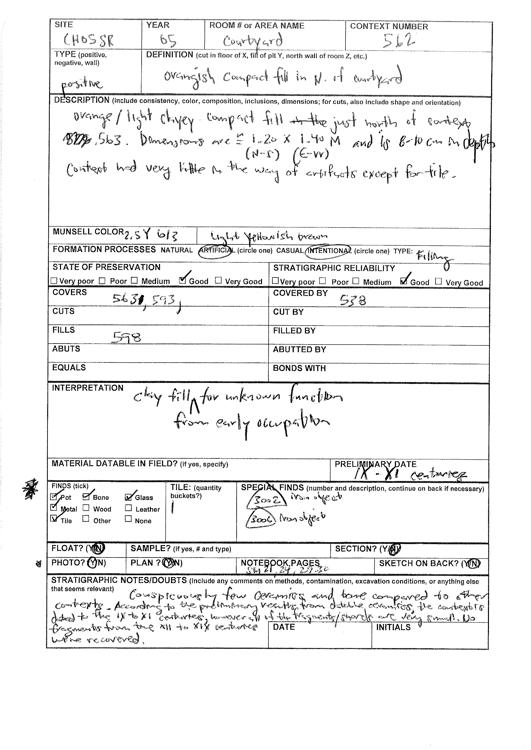 SITE YEAR ROOM # or AREA NAME CONTEXT NUMBER
CH05SR 05 Courtyard 562
TYPE (positive, negative, wall) DEFINITION (cut in floor of X, fill of pit Y, north wall of room Z, etc.)
positive orangish compact fill in N. of courtyard
DESCRIPTION (include consistency, color, composition, inclusions, dimensions; for cuts, also include shape and orientation)
orange/light clayey compact fill just north of contexts
563. Dimensions are ≈ 1.20 x 1.40 M and is 8-10 cm in depth
(N-S) (E-W)
Context had very little in the way of artifacts except for tile.
MUNSELL COLOR 2.5Y 6/3 light yellowish brown
FORMATION PROCESSES NATURAL ARTIFICIAL (circle one) CASUAL/INTENTIONAL (circle one) TYPE: Filling
STATE OF PRESERVATION STRATIGRAPHIC RELIABILITY
Very poor Poor Medium Good Very Good Very poor Poor Medium Good Very Good
COVERS 563, 593, COVERED BY 538
CUTS CUT BY
FILLS 598 FILLED BY
ABUTS ABUTTED BY
EQUALS BONDS WITH
INTERPRETATION clay fill for unknown function
from early occupation
MATERIAL DATABLE IN FIELD? (if yes, specify) PRELIMINARY DATE
IX - XI centuries
FINDS (tick) TILE: (quantity buckets?) SPECIAL FINDS (number and description, continue on back if necessary)
Pot Bone Glass 1 3002 iron object
Metal Wood Leather
Tile Other None 3006 iron object
FLOAT? (Y/N) SAMPLE? (if yes, # and type) SECTION? (Y/N)
PHOTO? (Y/N) PLAN? (Y/N) NOTEBOOK PAGES SKETCH ON BACK? (Y/N)
STRATIGRAPHIC NOTES/DOUBTS (Include any comments on methods, contamination, excavation conditions, or anything else
that seems relevant) Conspicuously few ceramics and bone compared to other
contexts. According to the preliminary results from datable ceramics, the context is
dated to the IX to XI centuries, however all of the fragments/sherds are very small. No
fragments from the XII to XIX centuries
were recovered.
DATE INITIALS